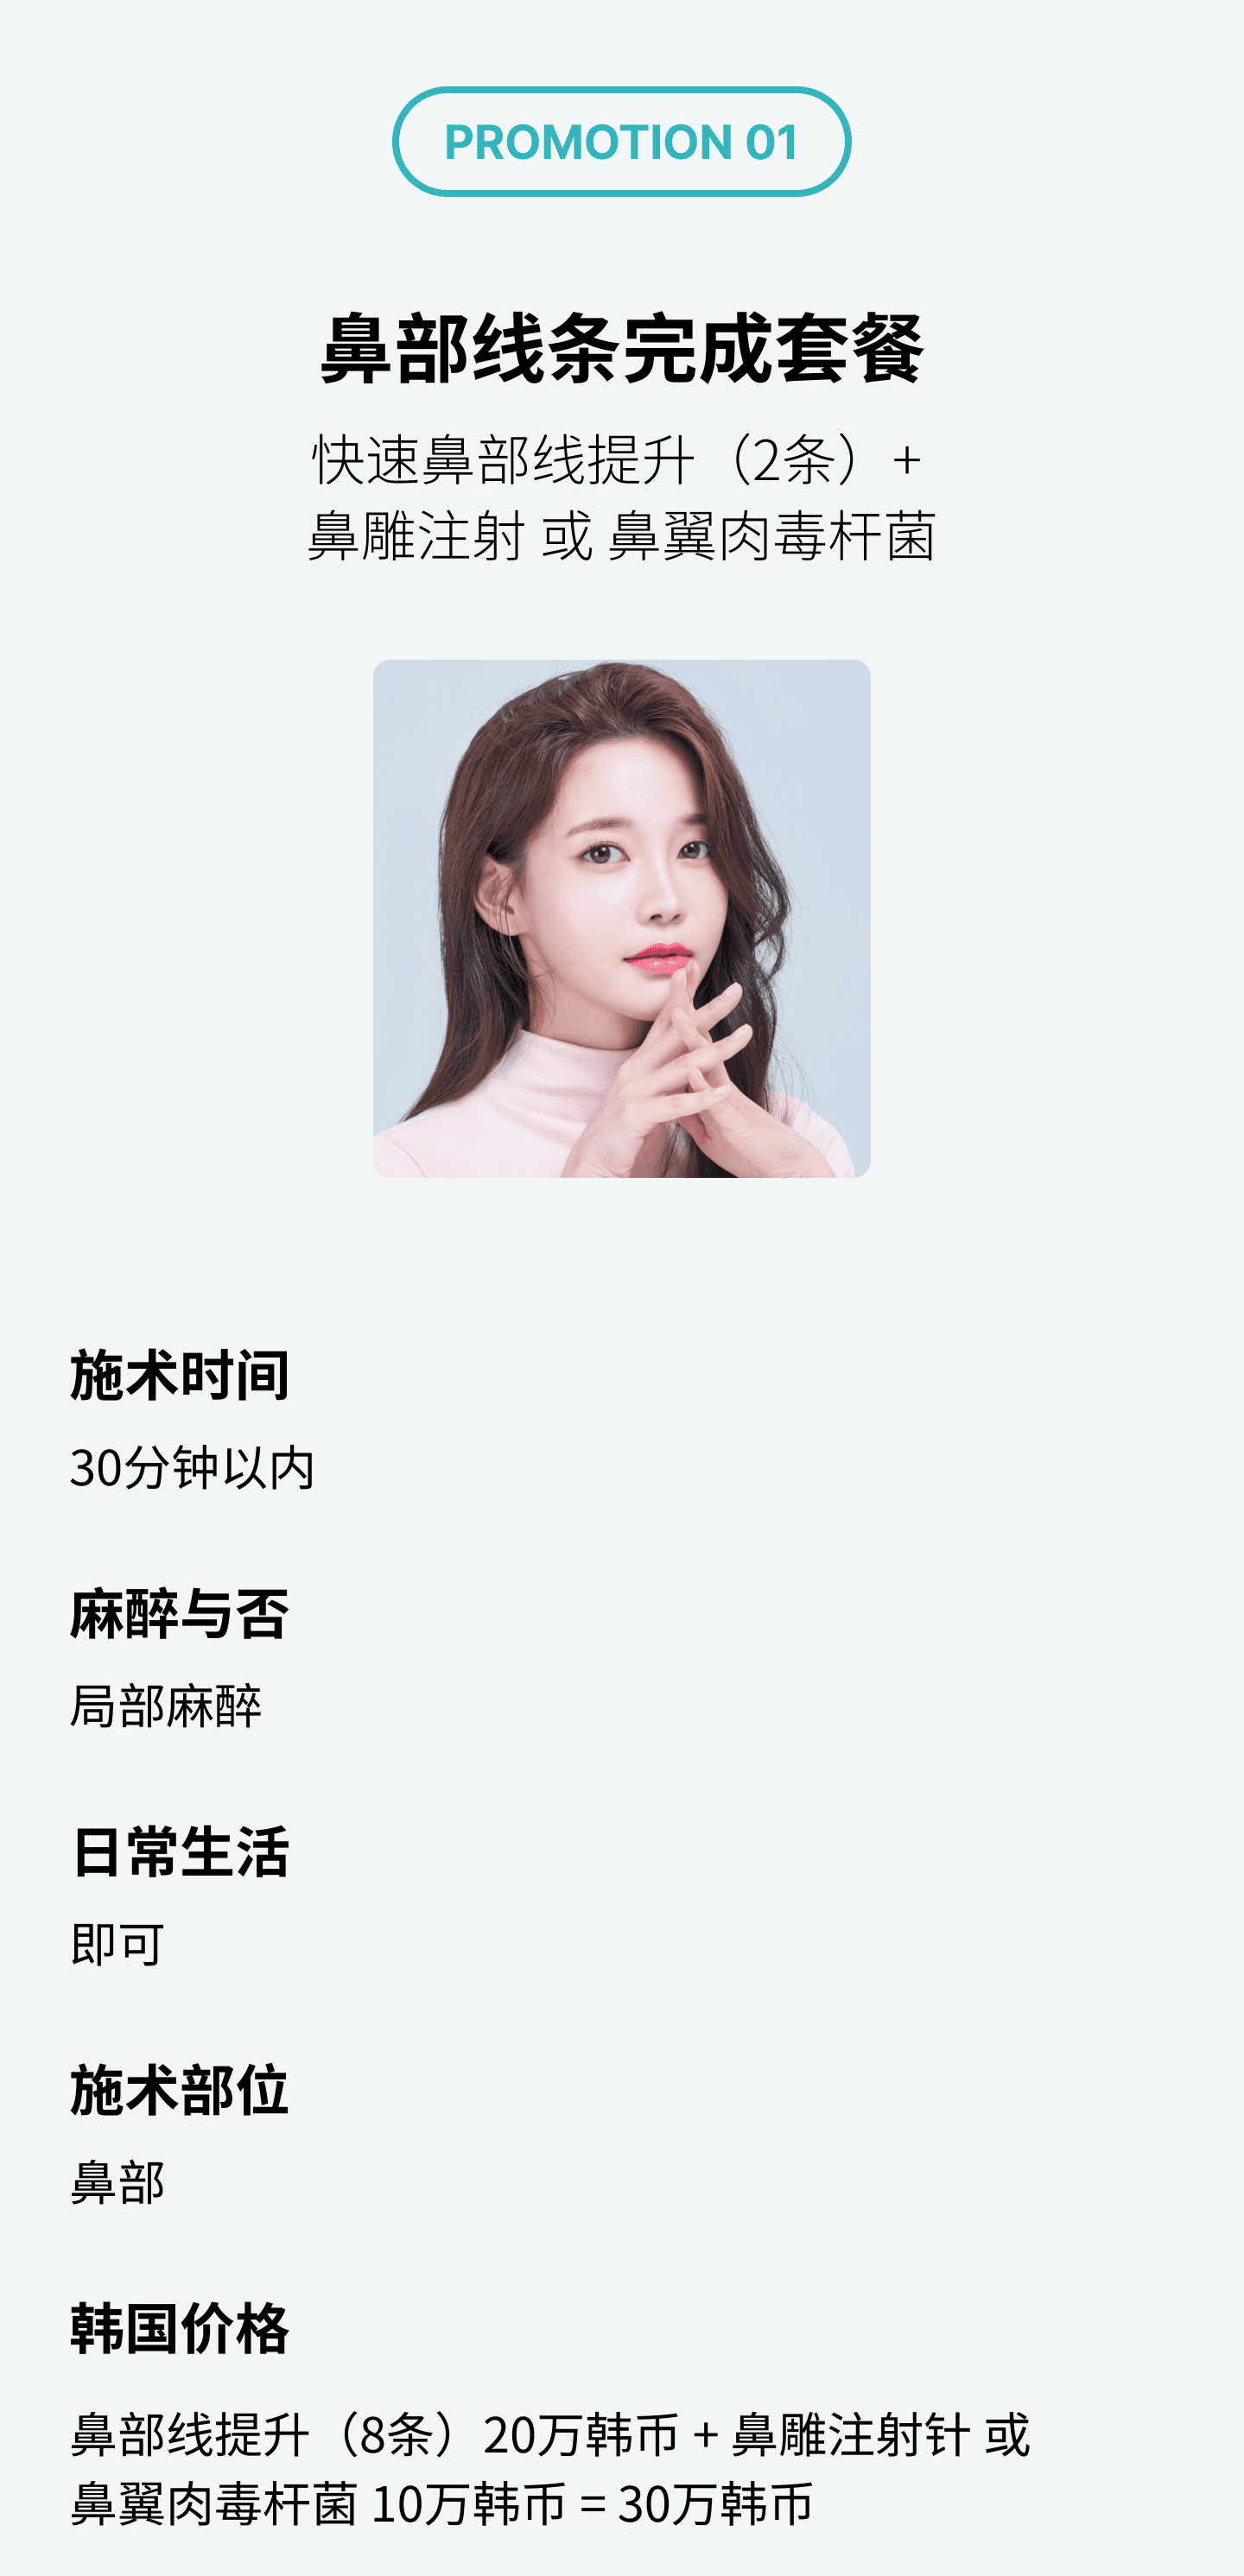 PROMOTION 01
鼻部线条完成套餐
快速鼻部线提升（2条）+
鼻雕注射 或 鼻翼肉毒杆菌
施术时间
30分钟以内
麻醉与否
局部麻醉
日常生活
即可
施术部位
鼻部
韩国价格
鼻部线提升（8条）20万韩币 + 鼻雕注射针 或
鼻翼肉毒杆菌 10万韩币 = 30万韩币